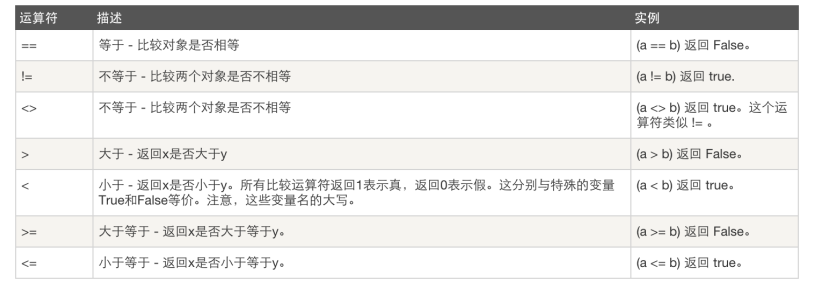 运算符 描述 实例
== 等于 - 比较对象是否相等 (a == b) 返回 False。
!= 不等于 - 比较两个对象是否不相等 (a != b) 返回 true.
<> 不等于 - 比较两个对象是否不相等 (a <> b) 返回 true。这个运
算符类似 != 。
> 大于 - 返回x是否大于y (a > b) 返回 False。
< 小于 - 返回x是否小于y。所有比较运算符返回1表示真，返回0表示假。这分别与特殊的变量 (a < b) 返回 true。
True和False等价。注意，这些变量名的大写。
>= 大于等于 - 返回x是否大于等于y。 (a >= b) 返回 False。
<= 小于等于 - 返回x是否小于等于y。 (a <= b) 返回 true。